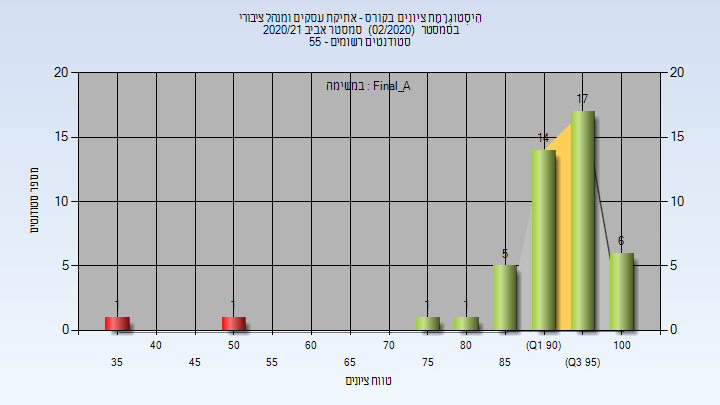 היסטוגרמת ציונים בקורס - אתיקת עסקים ומנהל ציבורי
בסמסטר (02/2020) סמסטר אביב 2020/21
סטודנטים רשומים - 55
במשימה : Final_A
מספר סטודנטים
20 20
15 15
10 10
5 5
0 0
1 1 1 1 5 14 17 6
40 50 60 70 80 (Q1 90) 100
35 45 55 65 75 85 (Q3 95)
טווח ציונים